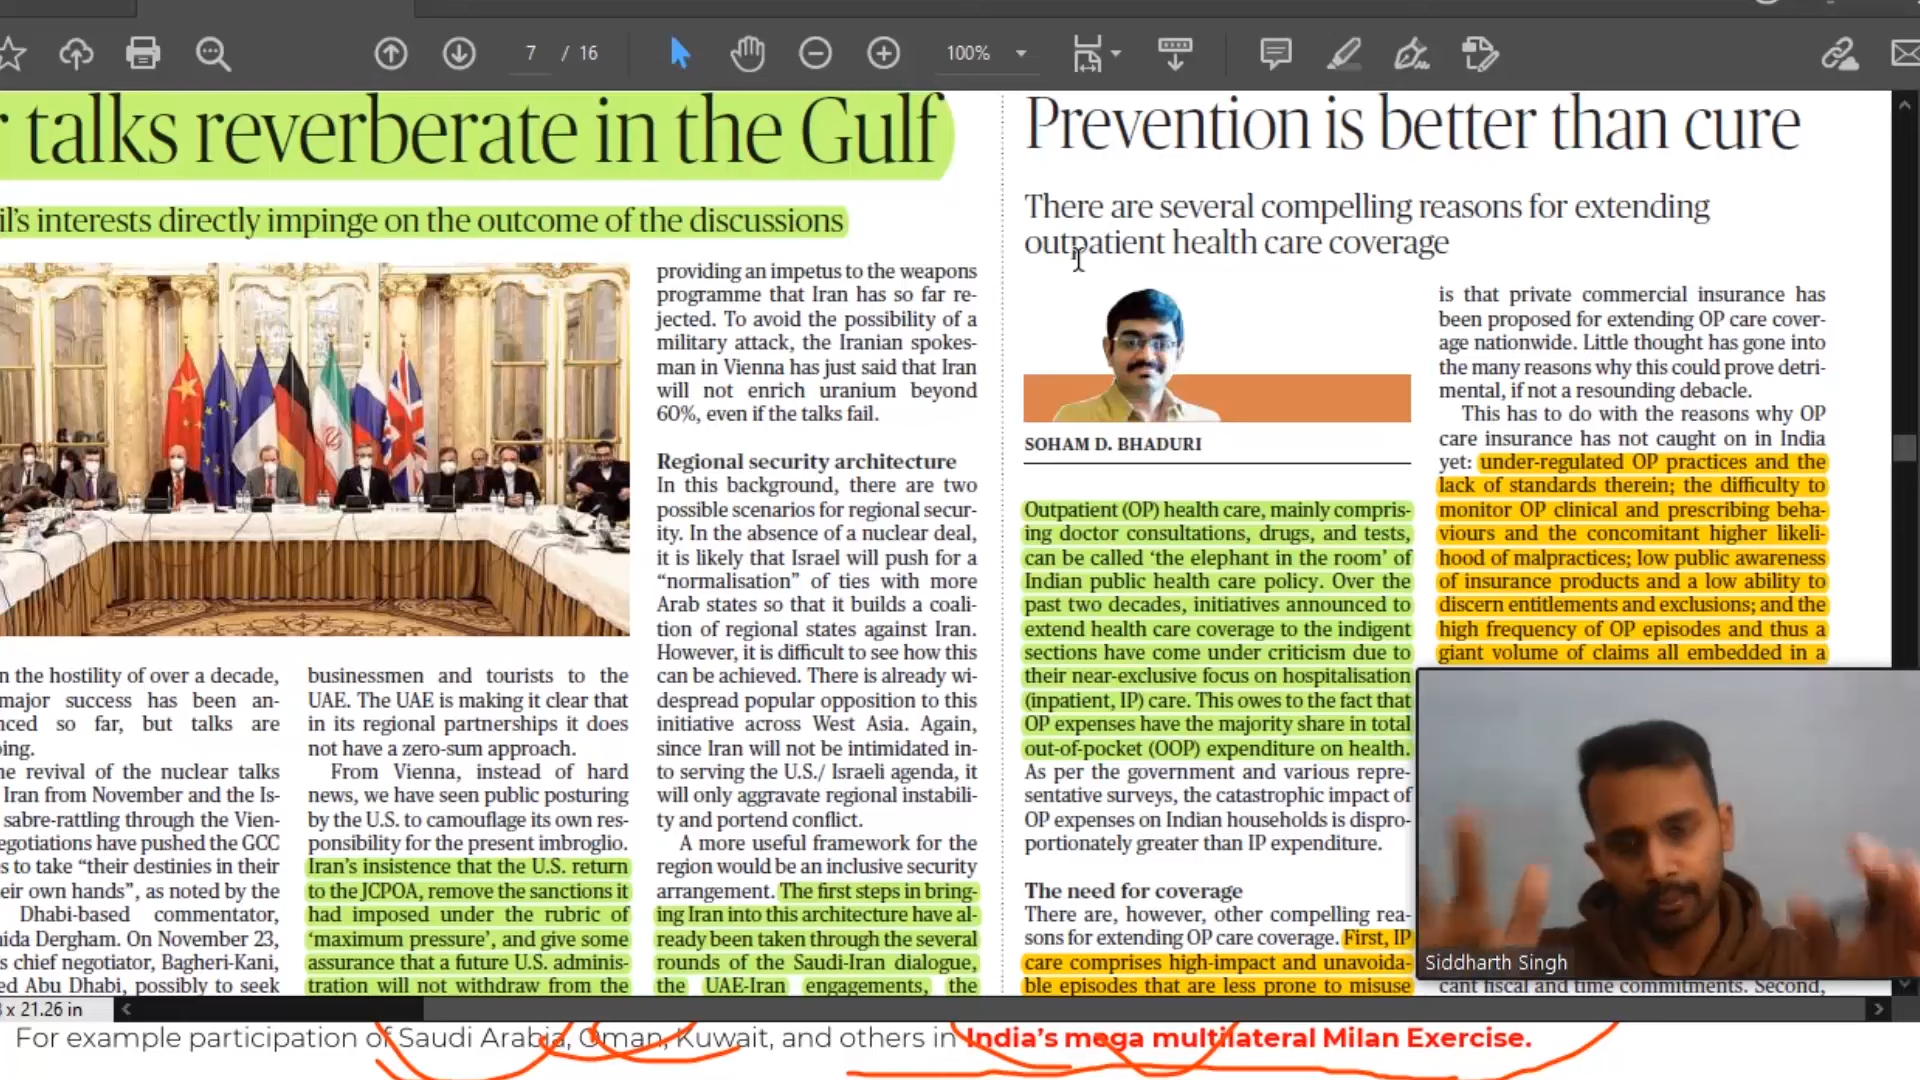 7 / 16
100%
r talks reverberate in the Gulf
il's interests directly impinge on the outcome of the discussions
n the hostility of over a decade,
major success has been an-
nced so far, but talks are
oing.
he revival of the nuclear talks
Iran from November and the Is-
sabre-rattling through the Vien-
egotiations have pushed the GCC
es to take “their destinies in their
eir own hands”, as noted by the
Dhabi-based commentator,
ida Dergham. On November 23,
s chief negotiator, Bagheri-Kani,
ed Abu Dhabi, possibly to seek
businessmen and tourists to the
UAE. The UAE is making it clear that
in its regional partnerships it does
not have a zero-sum approach.
From Vienna, instead of hard
news, we have seen public posturing
by the U.S. to camouflage its own res-
ponsibility for the present imbroglio.
Iran's insistence that the U.S. return
to the JCPOA, remove the sanctions it
had imposed under the rubric of
‘maximum pressure’, and give some
assurance that a future U.S. adminis-
tration will not withdraw from the
providing an impetus to the weapons
programme that Iran has so far re-
jected. To avoid the possibility of a
military attack, the Iranian spokes-
man in Vienna has just said that Iran
will not enrich uranium beyond
60%, even if the talks fail.
Regional security architecture
In this background, there are two
possible scenarios for regional secur-
ity. In the absence of a nuclear deal,
it is likely that Israel will push for a
“normalisation” of ties with more
Arab states so that it builds a coali-
tion of regional states against Iran.
However, it is difficult to see how this
can be achieved. There is already wi-
despread popular opposition to this
initiative across West Asia. Again,
since Iran will not be intimidated in-
to serving the U.S./ Israeli agenda, it
will only aggravate regional instabili-
ty and portend conflict.
A more useful framework for the
region would be an inclusive security
arrangement. The first steps in bring-
ing Iran into this architecture have al-
ready been taken through the several
rounds of the Saudi-Iran dialogue,
the UAE-Iran engagements, the
Prevention is better than cure
There are several compelling reasons for extending
outpatient health care coverage
SOHAM D. BHADURI
Outpatient (OP) health care, mainly compris-
ing doctor consultations, drugs, and tests,
can be called ‘the elephant in the room’ of
Indian public health care policy. Over the
past two decades, initiatives announced to
extend health care coverage to the indigent
sections have come under criticism due to
their near-exclusive focus on hospitalisation
(inpatient, IP) care. This owes to the fact that
OP expenses have the majority share in total
out-of-pocket (OOP) expenditure on health.
As per the government and various repre-
sentative surveys, the catastrophic impact of
OP expenses on Indian households is dispro-
portionately greater than IP expenditure.
The need for coverage
There are, however, other compelling rea-
sons for extending OP care coverage. First, IP
care comprises high-impact and unavoida-
ble episodes that are less prone to misuse
is that private commercial insurance has
been proposed for extending OP care cover-
age nationwide. Little thought has gone into
the many reasons why this could prove detri-
mental, if not a resounding debacle.
This has to do with the reasons why OP
care insurance has not caught on in India
yet: under-regulated OP practices and the
lack of standards therein; the difficulty to
monitor OP clinical and prescribing beha-
viours and the concomitant higher likeli-
hood of malpractices; low public awareness
of insurance products and a low ability to
discern entitlements and exclusions; and the
high frequency of OP episodes and thus a
giant volume of claims all embedded in a
Siddharth Singh
cant fiscal and time commitments. Second,
x 21.26 in
For example participation of Saudi Arabia, Oman, Kuwait, and others in India's mega multilateral Milan Exercise.